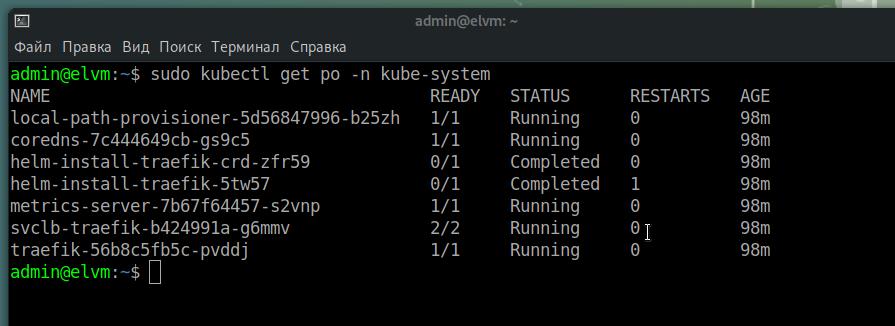 admin@elvm: ~
Файл Правка Вид Поиск Терминал Справка
admin@elvm:~$ sudo kubectl get po -n kube-system
NAME READY STATUS RESTARTS AGE
local-path-provisioner-5d56847996-b25zh 1/1 Running 0 98m
coredns-7c444649cb-gs9c5 1/1 Running 0 98m
helm-install-traefik-crd-zfr59 0/1 Completed 0 98m
helm-install-traefik-5tw57 0/1 Completed 1 98m
metrics-server-7b67f64457-s2vnp 1/1 Running 0 98m
svclb-traefik-b424991a-g6mmv 2/2 Running 0 98m
traefik-56b8c5fb5c-pvddj 1/1 Running 0 98m
admin@elvm:~$